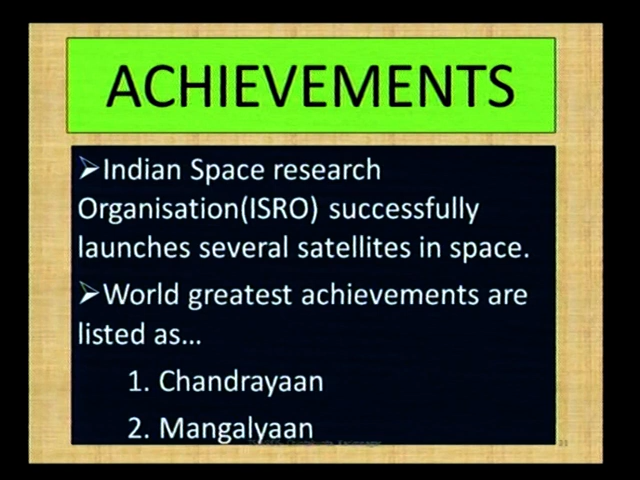 ACHIEVEMENTS
➢Indian Space research
Organisation(ISRO) successfully
launches several satellites in space.
➢World greatest achievements are
listed as...
1. Chandrayaan
2. Mangalyaan